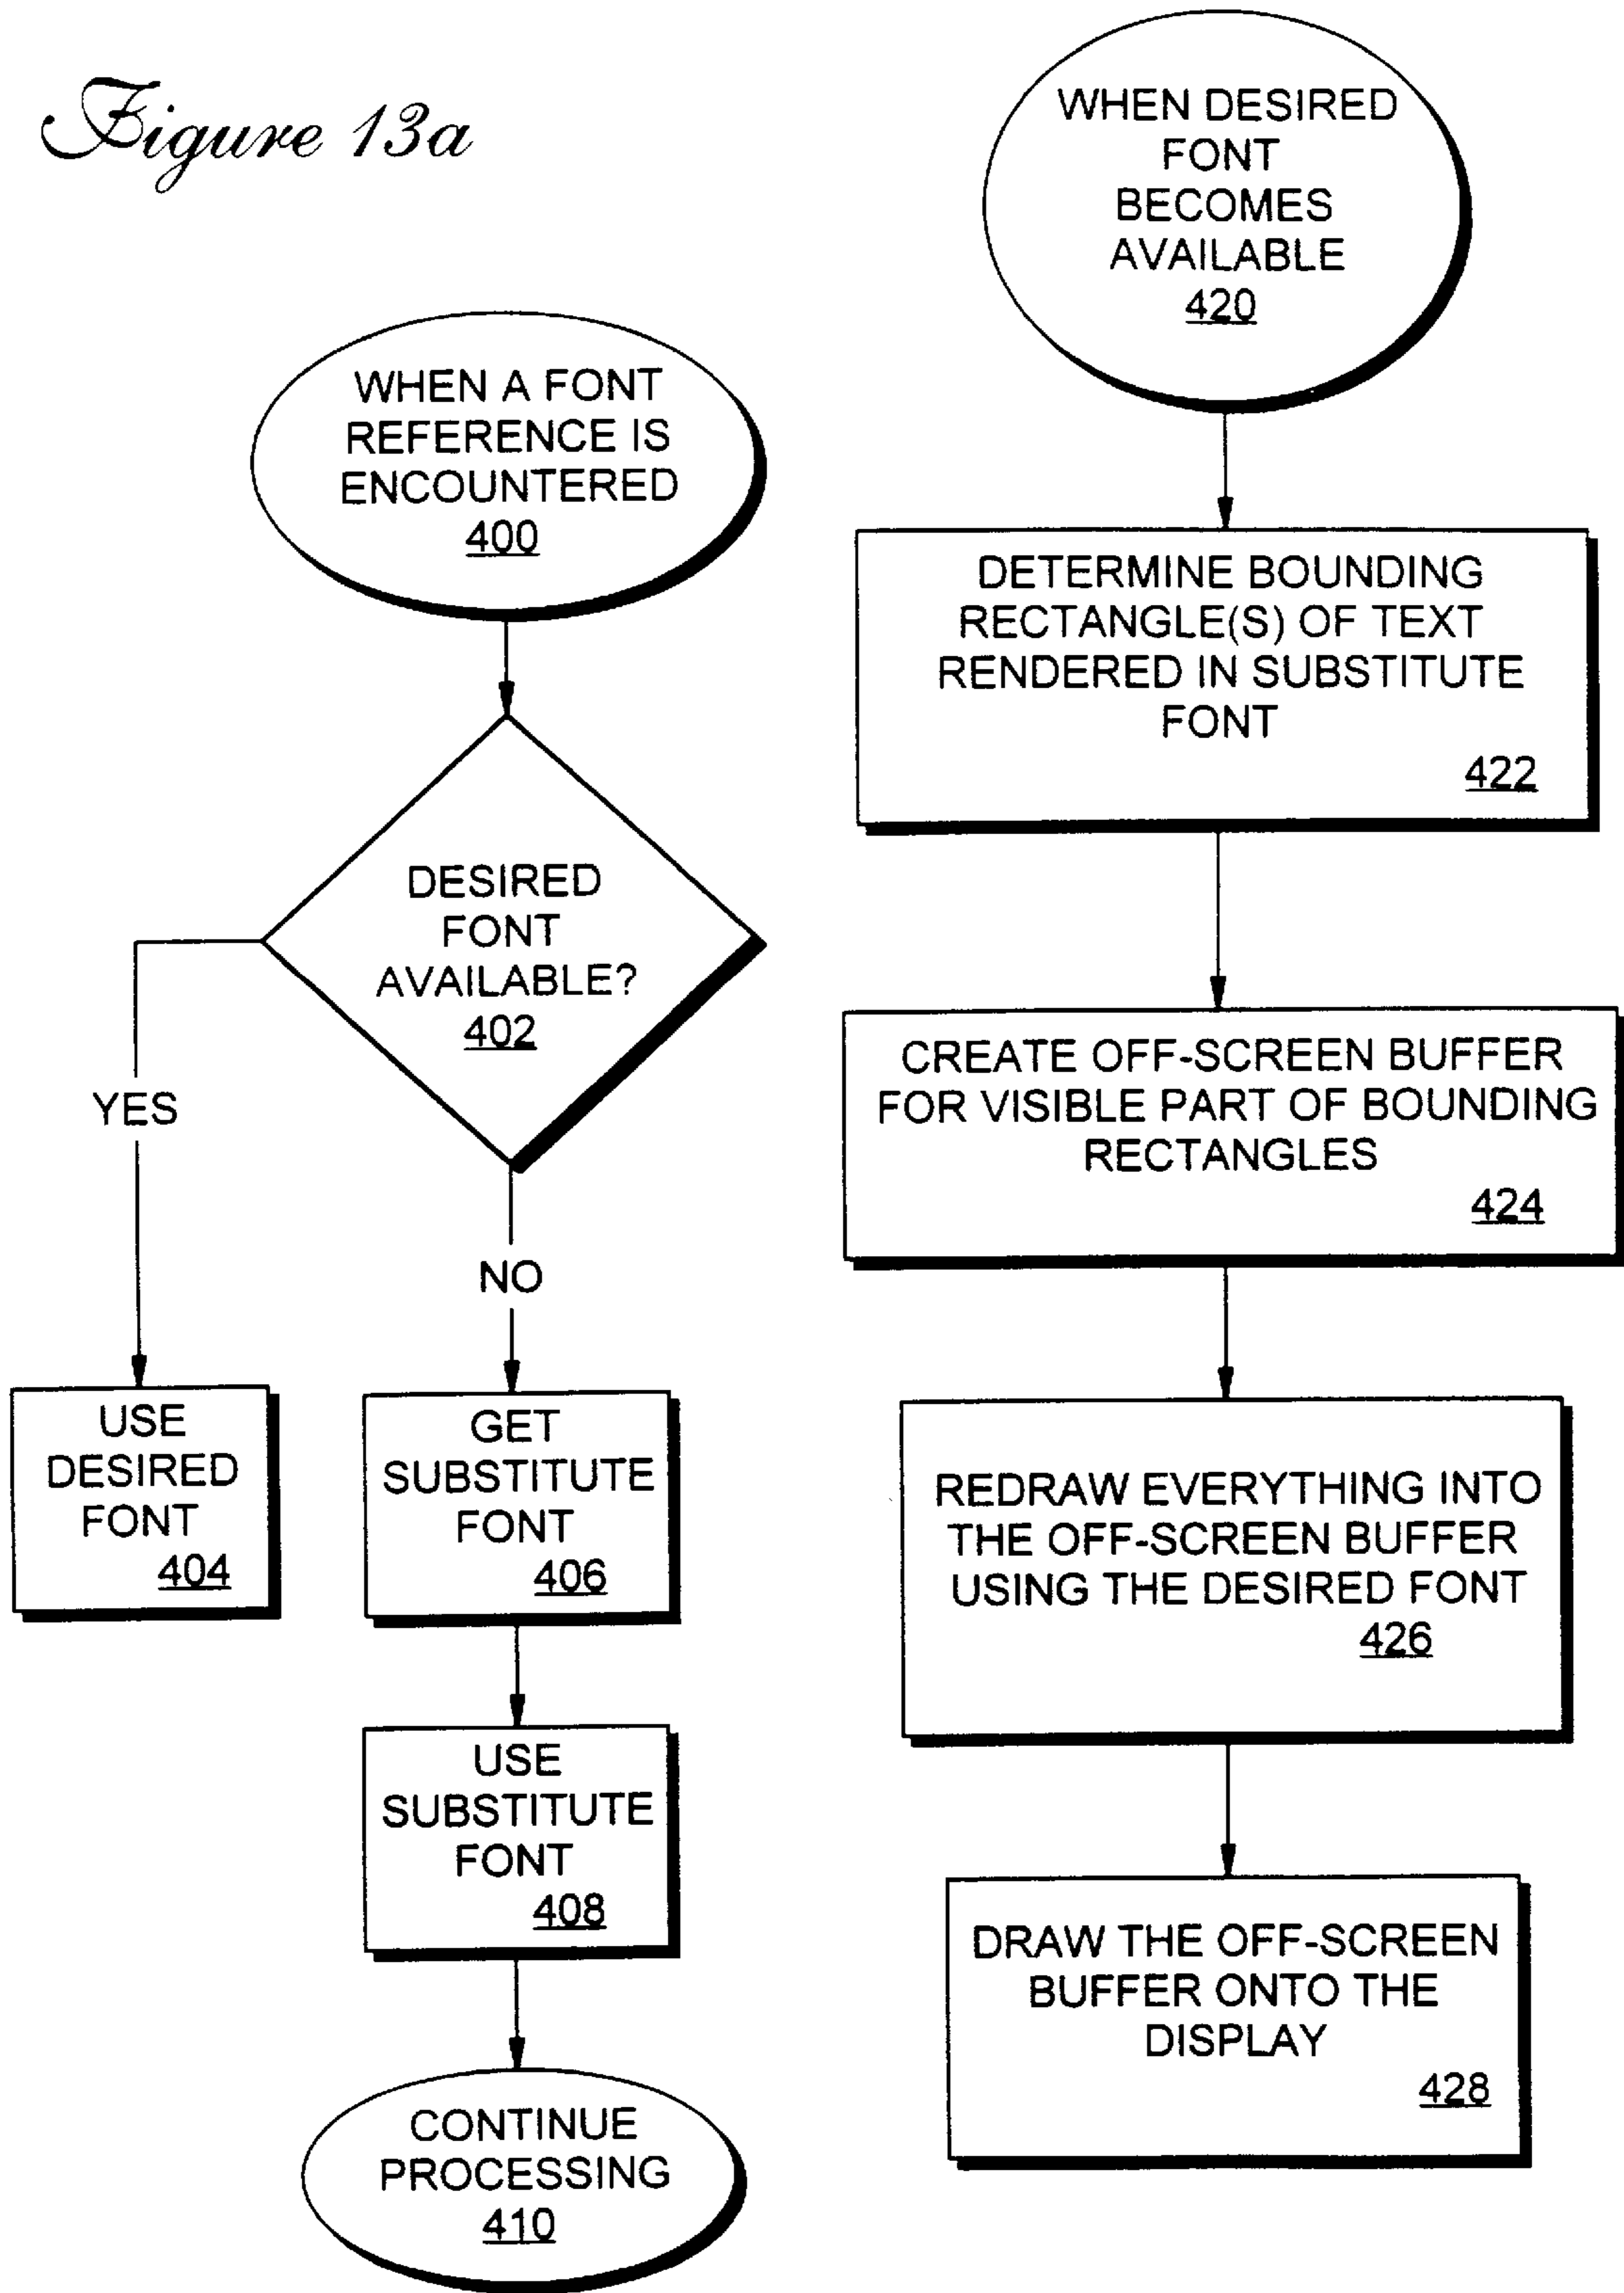 Figure 13a
WHEN A FONT
REFERENCE IS
ENCOUNTERED
400
DESIRED
FONT
AVAILABLE?
402
YES
NO
USE
DESIRED
FONT
404
GET
SUBSTITUTE
FONT
406
USE
SUBSTITUTE
FONT
408
CONTINUE
PROCESSING
410
WHEN DESIRED
FONT
BECOMES
AVAILABLE
420
DETERMINE BOUNDING
RECTANGLE(S) OF TEXT
RENDERED IN SUBSTITUTE
FONT
422
CREATE OFF-SCREEN BUFFER
FOR VISIBLE PART OF BOUNDING
RECTANGLES
424
REDRAW EVERYTHING INTO
THE OFF-SCREEN BUFFER
USING THE DESIRED FONT
426
DRAW THE OFF-SCREEN
BUFFER ONTO THE
DISPLAY
428